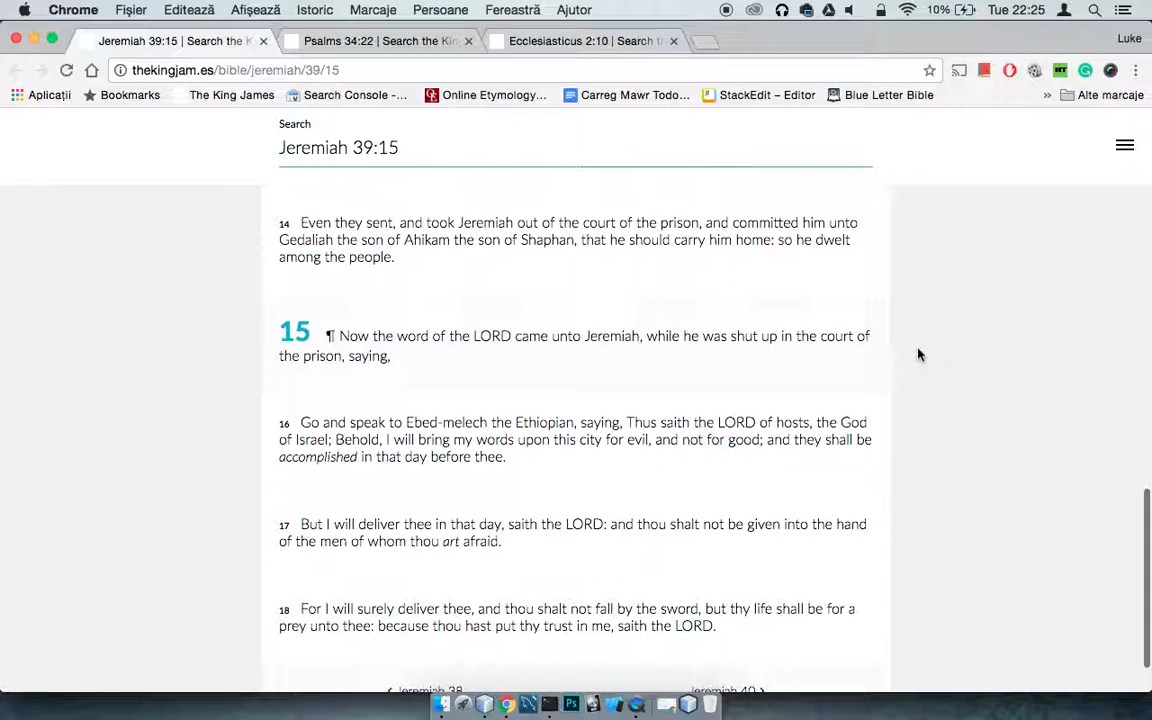 Chrome Fișier Editează Afișează Istoric Marcaje Persoane Fereastră Ajutor 10% Tue 22:25
Jeremiah 39:15 | Search the K × Psalms 34:22 | Search the Kin × Ecclesiasticus 2:10 | Search th × Luke
thekingjam.es/bible/jeremiah/39/15
Aplicații Bookmarks The King James Search Console -... Online Etymology... Carreg Mawr Todo... StackEdit – Editor Blue Letter Bible » Alte marcaje
Search
Jeremiah 39:15
14 Even they sent, and took Jeremiah out of the court of the prison, and committed him unto
Gedaliah the son of Ahikam the son of Shaphan, that he should carry him home: so he dwelt
among the people.
15 ¶ Now the word of the LORD came unto Jeremiah, while he was shut up in the court of
the prison, saying,
16 Go and speak to Ebed-melech the Ethiopian, saying, Thus saith the LORD of hosts, the God
of Israel; Behold, I will bring my words upon this city for evil, and not for good; and they shall be
accomplished in that day before thee.
17 But I will deliver thee in that day, saith the LORD: and thou shalt not be given into the hand
of the men of whom thou art afraid.
18 For I will surely deliver thee, and thou shalt not fall by the sword, but thy life shall be for a
prey unto thee: because thou hast put thy trust in me, saith the LORD.
< Jeremiah 38 Jeremiah 40 >
Ps